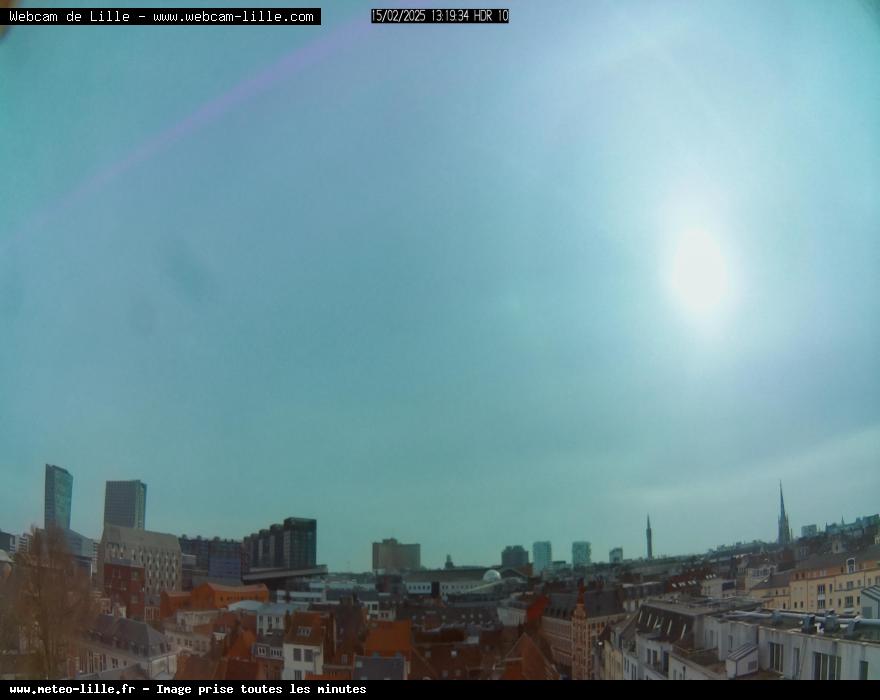 Webcam de Lille - www.webcam-lille.com
15/02/2025 13:19:34 HDR 10
www.meteo-lille.fr - Image prise toutes les minutes